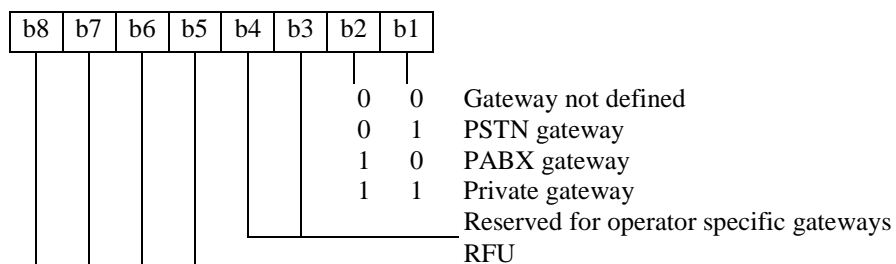 b8 b7 b6 b5 b4 b3 b2 b1
0 0 Gateway not defined
0 1 PSTN gateway
1 0 PABX gateway
1 1 Private gateway
Reserved for operator specific gateways
RFU